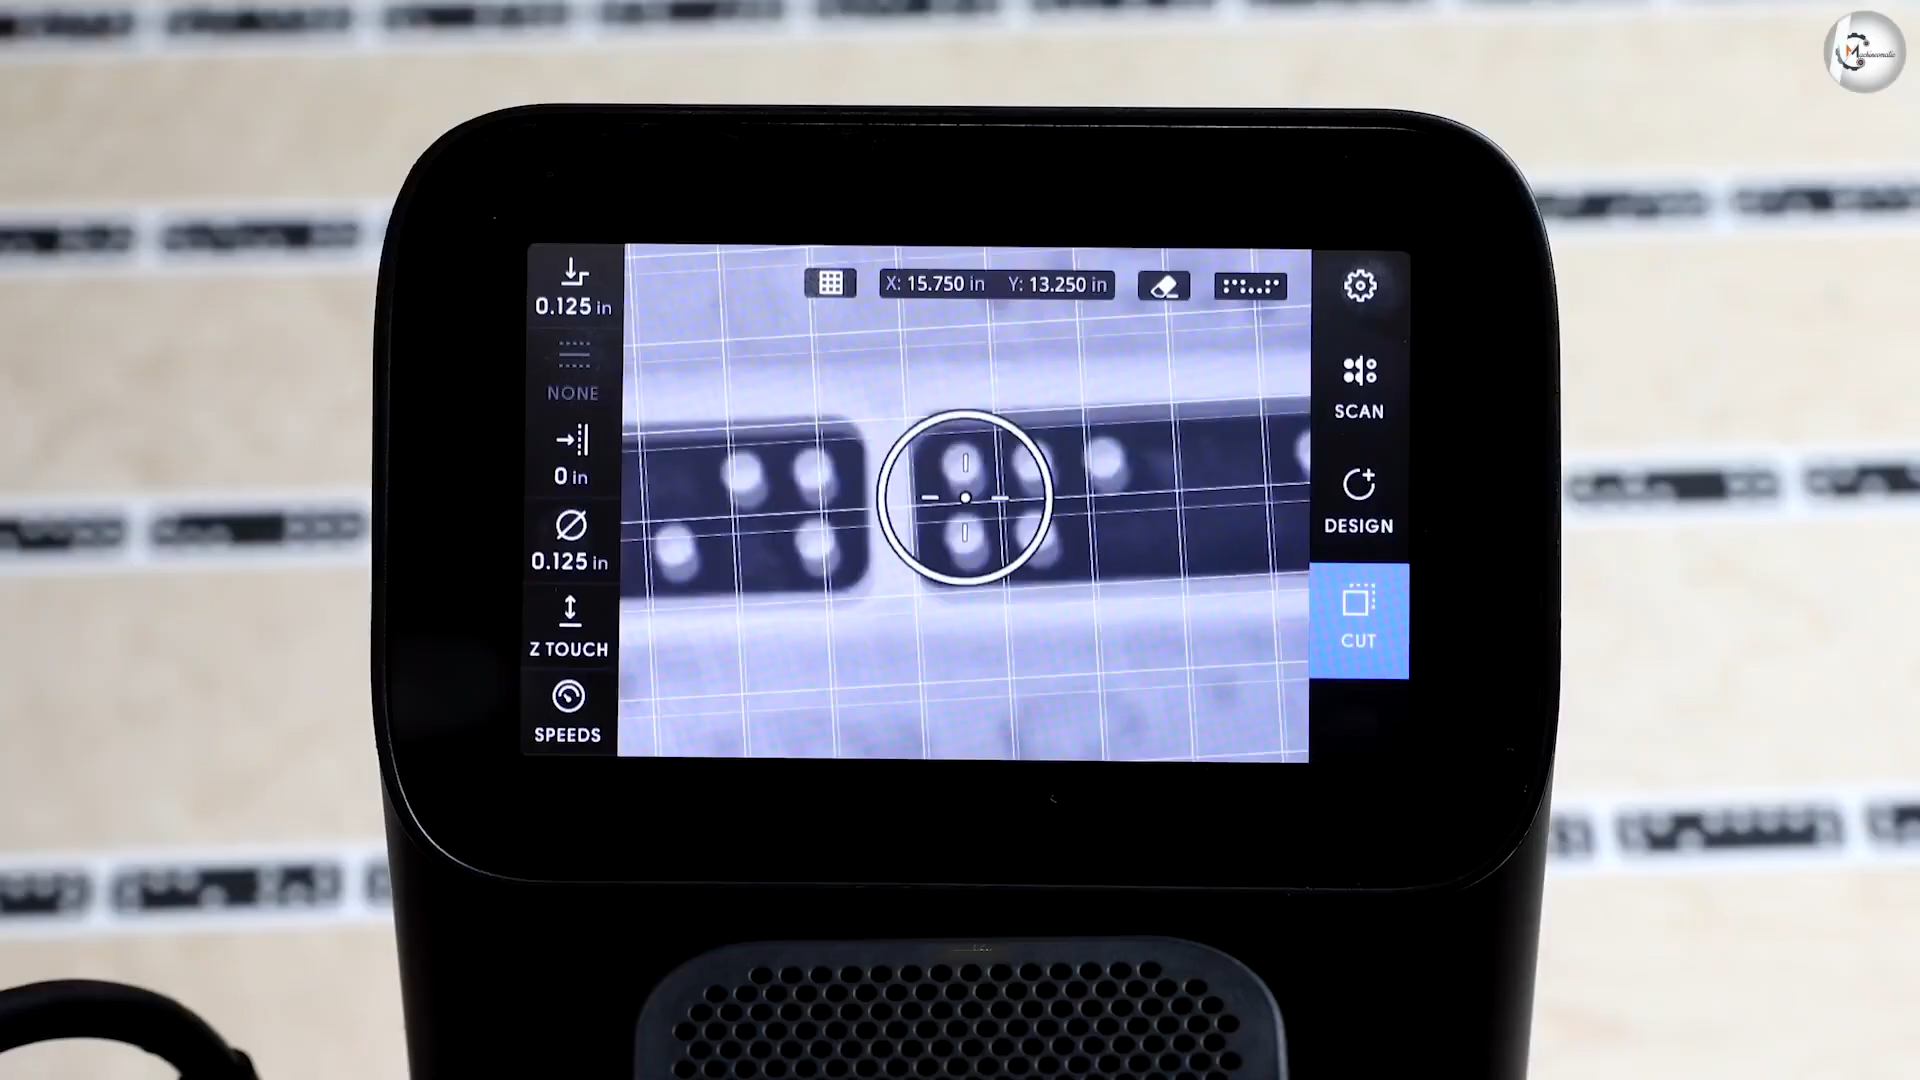 Machineomatic
0.125 in
NONE
0 in
0.125 in
Z TOUCH
SPEEDS
X: 15.750 in Y: 13.250 in
SCAN
DESIGN
CUT